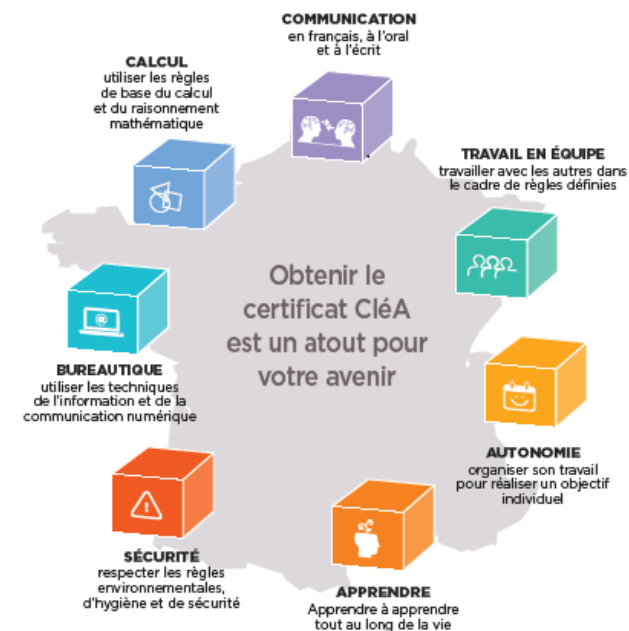 COMMUNICATION
en français, à l'oral
et à l'écrit
CALCUL
utiliser les règles
de base du calcul
et du raisonnement
mathématique
TRAVAIL EN ÉQUIPE
travailler avec les autres dans
le cadre de règles définies
Obtenir le
certificat CléA
est un atout pour
votre avenir
BUREAUTIQUE
utiliser les techniques
de l'information et de la
communication numérique
AUTONOMIE
organiser son travail
pour réaliser un objectif
individuel
SÉCURITÉ
respecter les règles
environnementales,
d'hygiène et de sécurité
APPRENDRE
Apprendre à apprendre
tout au long de la vie